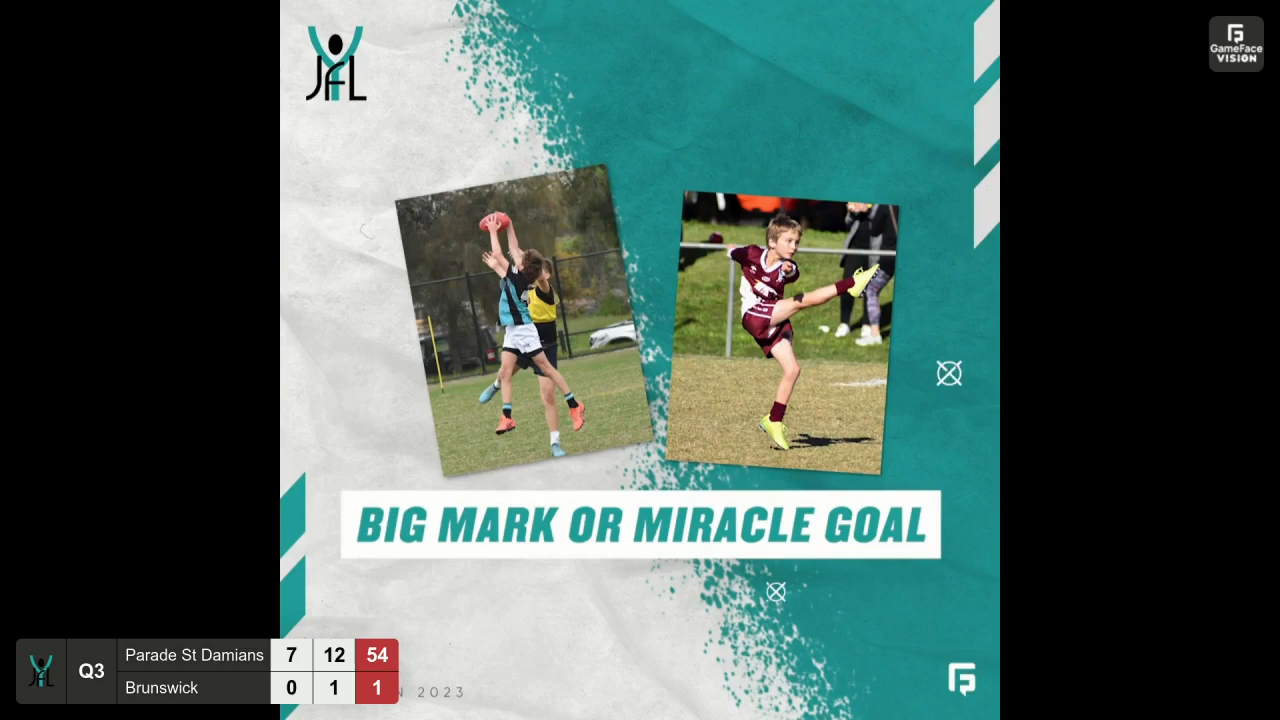 YJFL
GameFace
VISION
BIG MARK OR MIRACLE GOAL
Q3
Parade St Damians 7 12 54
Brunswick 0 1 1
2023